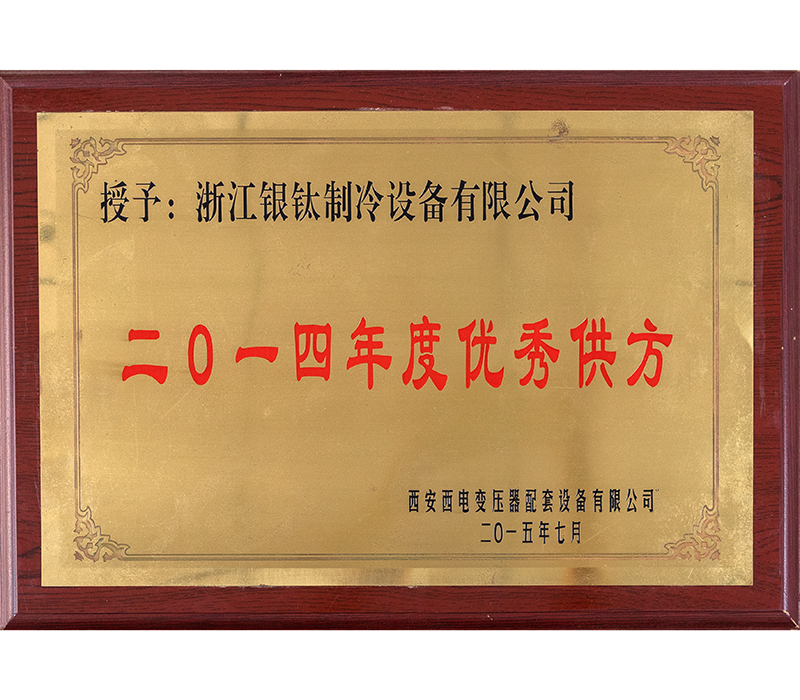 授予：浙江银钛制冷设备有限公司
二〇一四年度优秀供方
西安西电变压器配套设备有限公司
二〇一五年七月